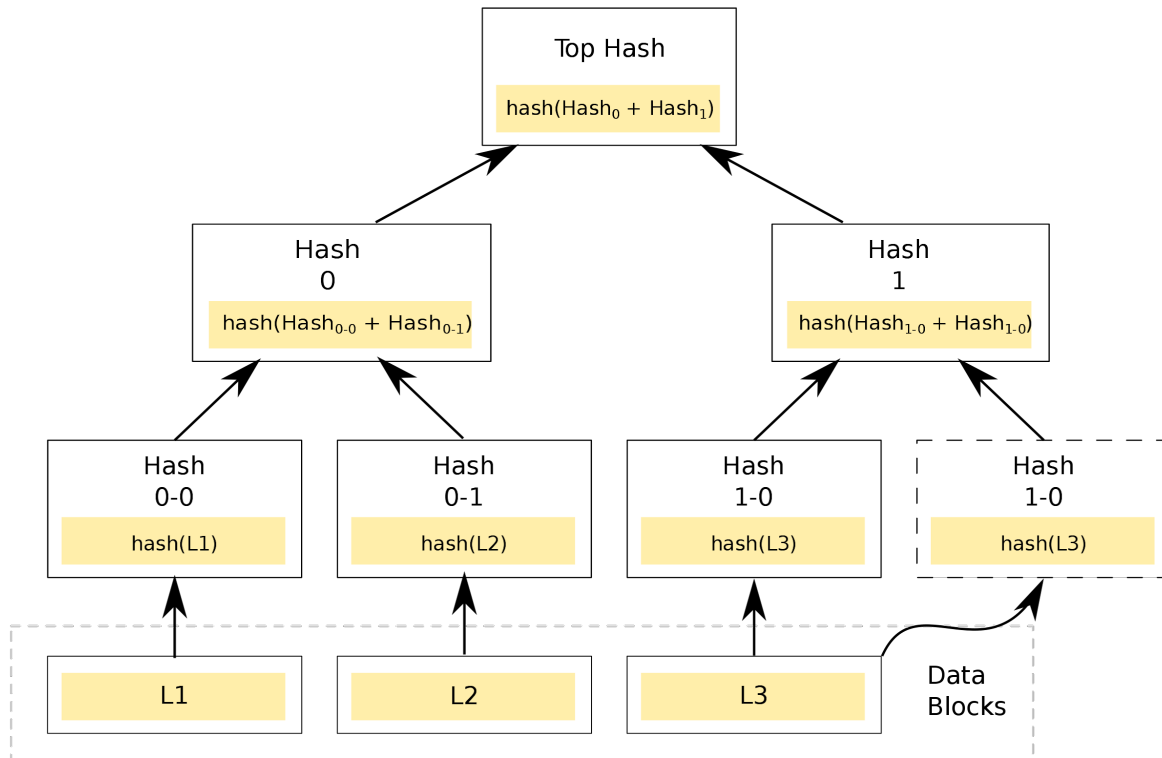 Top Hash
hash(Hash0 + Hash1)
Hash
0
hash(Hash0-0 + Hash0-1)
Hash
1
hash(Hash1-0 + Hash1-0)
Hash
0-0
hash(L1)
Hash
0-1
hash(L2)
Hash
1-0
hash(L3)
Hash
1-0
hash(L3)
L1
L2
L3
Data
Blocks